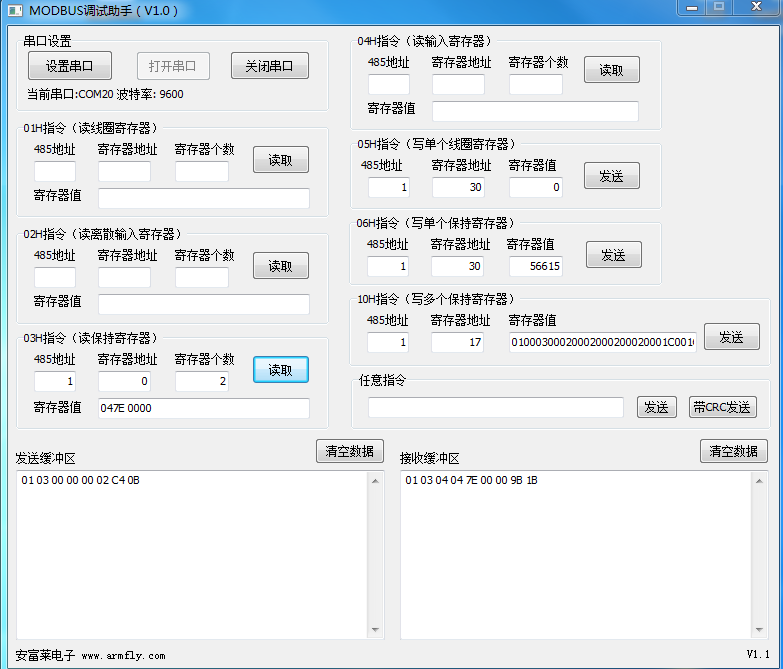 MODBUS调试助手（V1.0）
串口设置
设置串口 打开串口 关闭串口
当前串口:COM20 波特率: 9600
01H指令（读线圈寄存器）
485地址 寄存器地址 寄存器个数
读取
寄存器值
02H指令（读离散输入寄存器）
485地址 寄存器地址 寄存器个数
读取
寄存器值
03H指令（读保持寄存器）
485地址 寄存器地址 寄存器个数
1 0 2 读取
寄存器值 047E 0000
04H指令（读输入寄存器）
485地址 寄存器地址 寄存器个数
读取
寄存器值
05H指令（写单个线圈寄存器）
485地址 寄存器地址 寄存器值
1 30 0 发送
06H指令（写单个保持寄存器）
485地址 寄存器地址 寄存器值
1 30 56615 发送
10H指令（写多个保持寄存器）
485地址 寄存器地址 寄存器值
1 17 发送
任意指令
发送 带CRC发送
发送缓冲区 清空数据
01 03 00 00 00 02 C4 0B
接收缓冲区 清空数据
01 03 04 04 7E 00 00 9B 1B
安富莱电子 www.armfly.com
V1.1